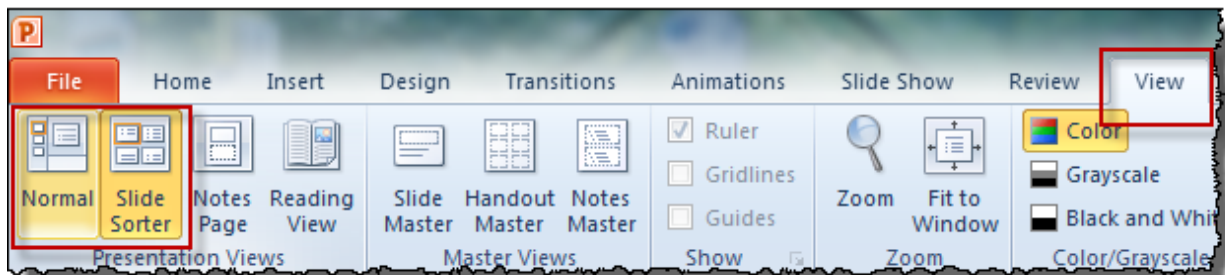 P
File Home Insert Design Transitions Animations Slide Show Review View
Normal Slide Sorter Notes Page Reading View Slide Master Handout Master Notes Master Ruler Gridlines Guides Zoom Fit to Window Color Grayscale Black and Whit
Presentation Views Master Views Show Zoom Color/Grayscale